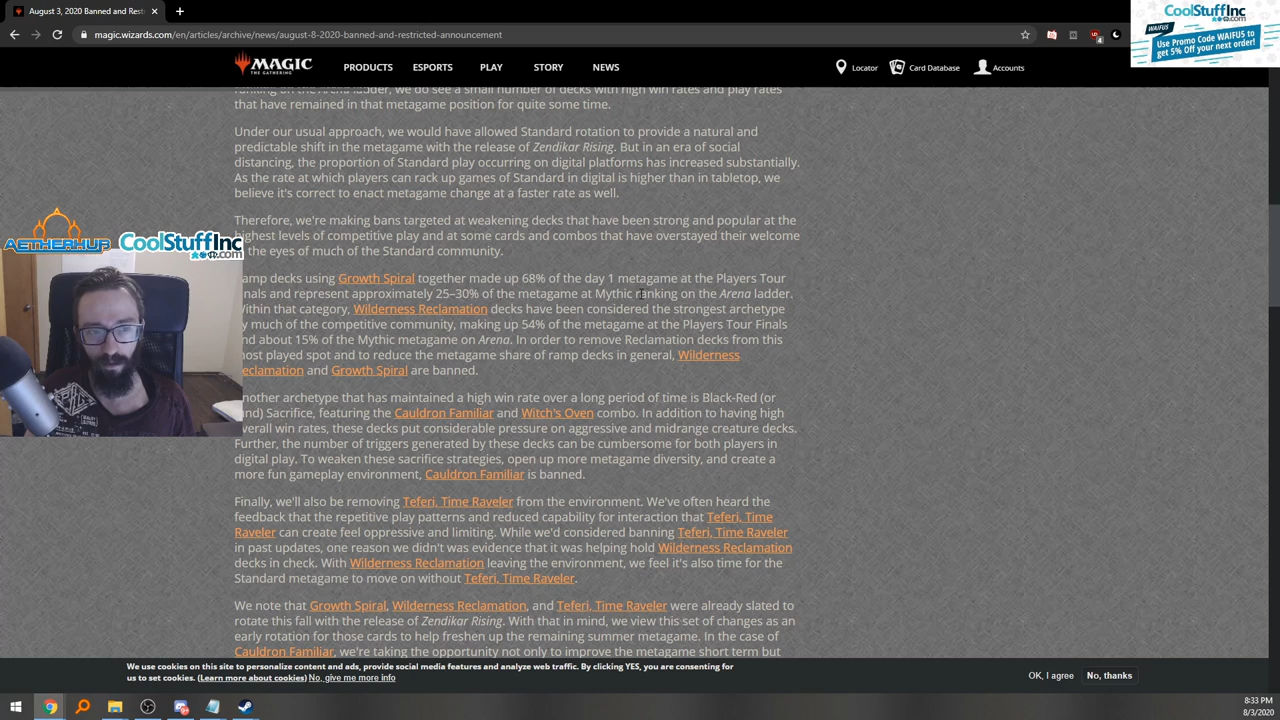 August 3, 2020 Banned and Rest
magic.wizards.com/en/articles/archive/news/august-8-2020-banned-and-restricted-announcement
CoolStuffInc
.com
WAIFU5
Use Promo Code WAIFU5 to
get 5% Off your next order!
MAGIC
THE GATHERING
PRODUCTS
PLAY
STORY
NEWS
Locator
Card Database
Accounts
ranking on the Arena ladder, we do see a small number of decks with high win rates and play rates
that have remained in that metagame position for quite some time.
Under our usual approach, we would have allowed Standard rotation to provide a natural and
predictable shift in the metagame with the release of Zendikar Rising. But in an era of social
distancing, the proportion of Standard play occurring on digital platforms has increased substantially.
As the rate at which players can rack up games of Standard in digital is higher than in tabletop, we
believe it's correct to enact metagame change at a faster rate as well.
Therefore, we're making bans targeted at weakening decks that have been strong and popular at the
highest levels of competitive play and at some cards and combos that have overstayed their welcome
the eyes of much of the Standard community.
AETHERHUB CoolStuffInc
.com
amp decks using Growth Spiral together made up 68% of the day 1 metagame at the Players Tour
nals and represent approximately 25–30% of the metagame at Mythic ranking on the Arena ladder.
Within that category, Wilderness Reclamation decks have been considered the strongest archetype
y much of the competitive community, making up 54% of the metagame at the Players Tour Finals
nd about 15% of the Mythic metagame on Arena. In order to remove Reclamation decks from this
most played spot and to reduce the metagame share of ramp decks in general, Wilderness
eclamation and Growth Spiral are banned.
nother archetype that has maintained a high win rate over a long period of time is Black-Red (or
und) Sacrifice, featuring the Cauldron Familiar and Witch's Oven combo. In addition to having high
verall win rates, these decks put considerable pressure on aggressive and midrange creature decks.
Further, the number of triggers generated by these decks can be cumbersome for both players in
digital play. To weaken these sacrifice strategies, open up more metagame diversity, and create a
more fun gameplay environment, Cauldron Familiar is banned.
Finally, we'll also be removing Teferi, Time Raveler from the environment. We've often heard the
feedback that the repetitive play patterns and reduced capability for interaction that Teferi, Time
Raveler can create feel oppressive and limiting. While we'd considered banning Teferi, Time Raveler
in past updates, one reason we didn't was evidence that it was helping hold Wilderness Reclamation
decks in check. With Wilderness Reclamation leaving the environment, we feel it's also time for the
Standard metagame to move on without Teferi, Time Raveler.
We note that Growth Spiral, Wilderness Reclamation, and Teferi, Time Raveler were already slated to
rotate this fall with the release of Zendikar Rising. With that in mind, we view this set of changes as an
early rotation for those cards to help freshen up the remaining summer metagame. In the case of
Cauldron Familiar, we're taking the opportunity not only to improve the metagame short term but
We use cookies on this site to personalize content and ads, provide social media features and analyze web traffic. By clicking YES, you are consenting for
us to set cookies. (Learn more about cookies) No, give me more info
OK, I agree
No, thanks
8:33 PM
8/3/2020